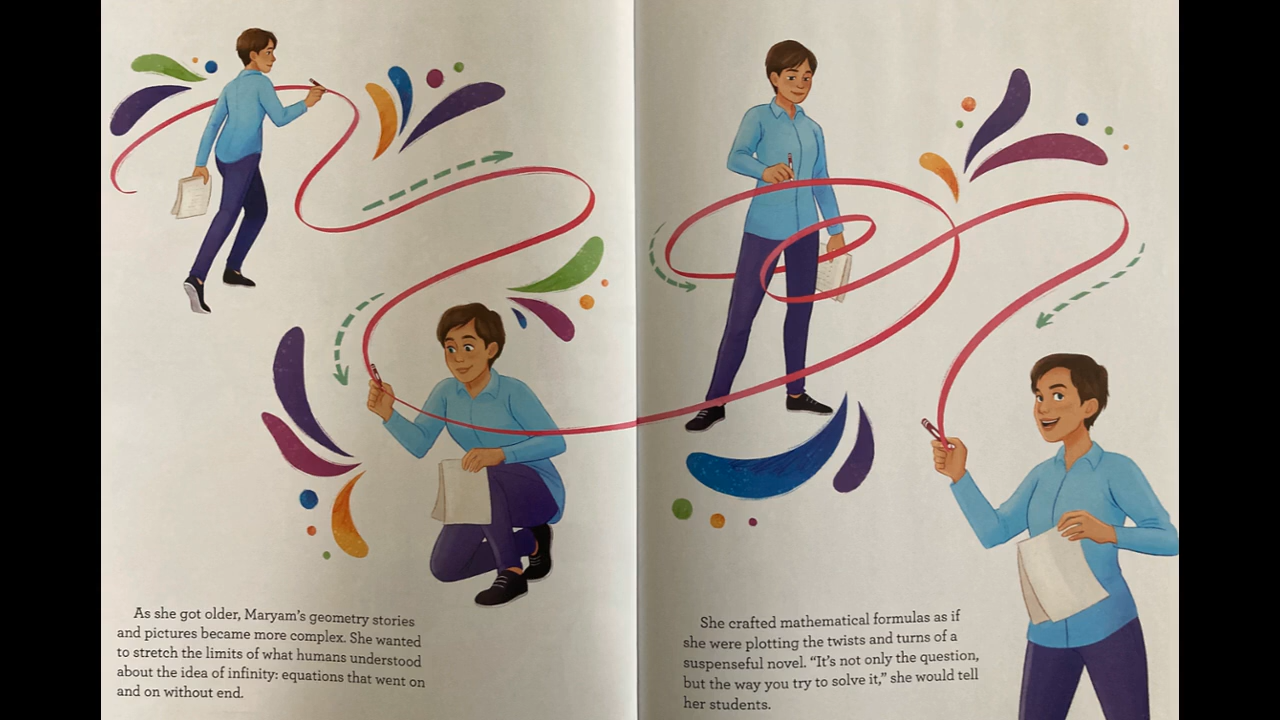 As she got older, Maryam's geometry stories
and pictures became more complex. She wanted
to stretch the limits of what humans understood
about the idea of infinity: equations that went on
and on without end.
She crafted mathematical formulas as if
she were plotting the twists and turns of a
suspenseful novel. “It's not only the question,
but the way you try to solve it,” she would tell
her students.